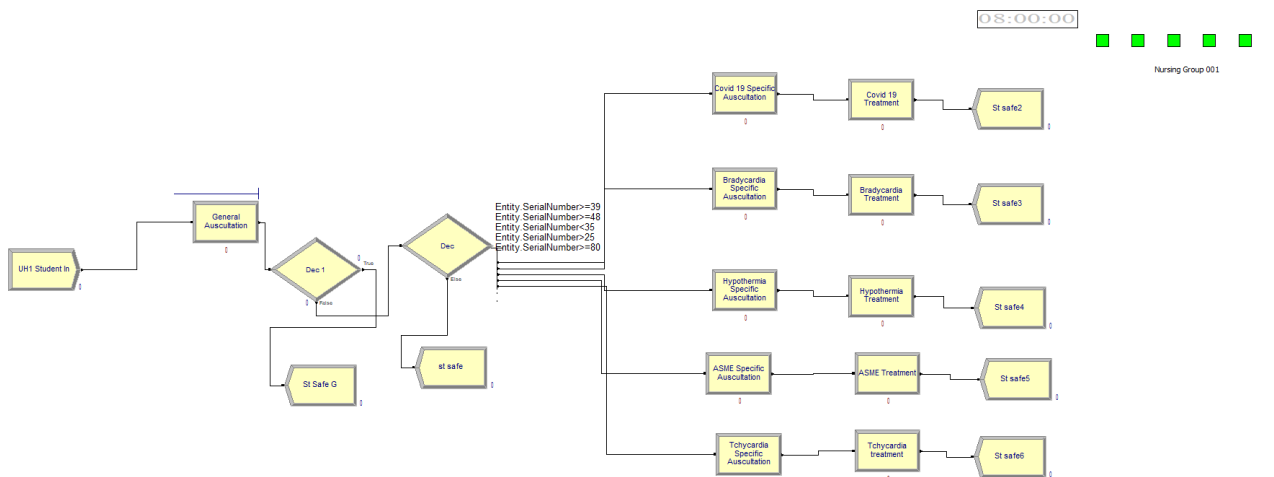 08:00:00
Nursing Group 001
Covid 19 Specific
Auscultation
Covid 19
Treatment
St safe2
Bradycardia
Specific
Auscultation
Bradycardia
Treatment
St safe3
General
Auscultation
Entity.SerialNumber>=39
Entity.SerialNumber>=48
Entity.SerialNumber<35
Entity.SerialNumber>25
Entity.SerialNumber>=80
UH1 Student In
Dec 1
True
False
Dec
Else
Hypothermia
Specific
Auscultation
Hypothermia
Treatment
St safe4
St Safe G
st safe
ASME Specific
Auscultation
ASME Treatment
St safe5
Tchycardia
Specific
Auscultation
Tchycardia
treatment
St safe6